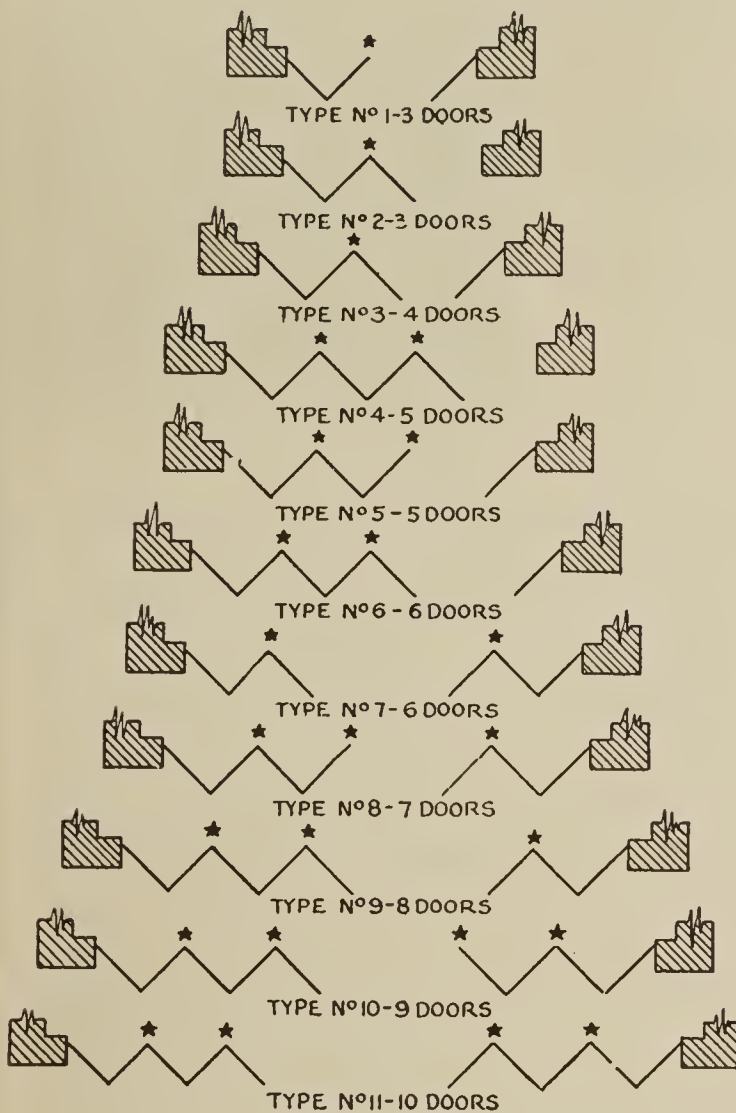 TYPE Nº 1-3 DOORS
TYPE Nº 2-3 DOORS
TYPE Nº 3-4 DOORS
TYPE Nº 4-5 DOORS
TYPE Nº 5-5 DOORS
TYPE Nº 6-6 DOORS
TYPE Nº 7-6 DOORS
TYPE Nº 8-7 DOORS
TYPE Nº 9-8 DOORS
TYPE Nº 10-9 DOORS
TYPE Nº 11-10 DOORS